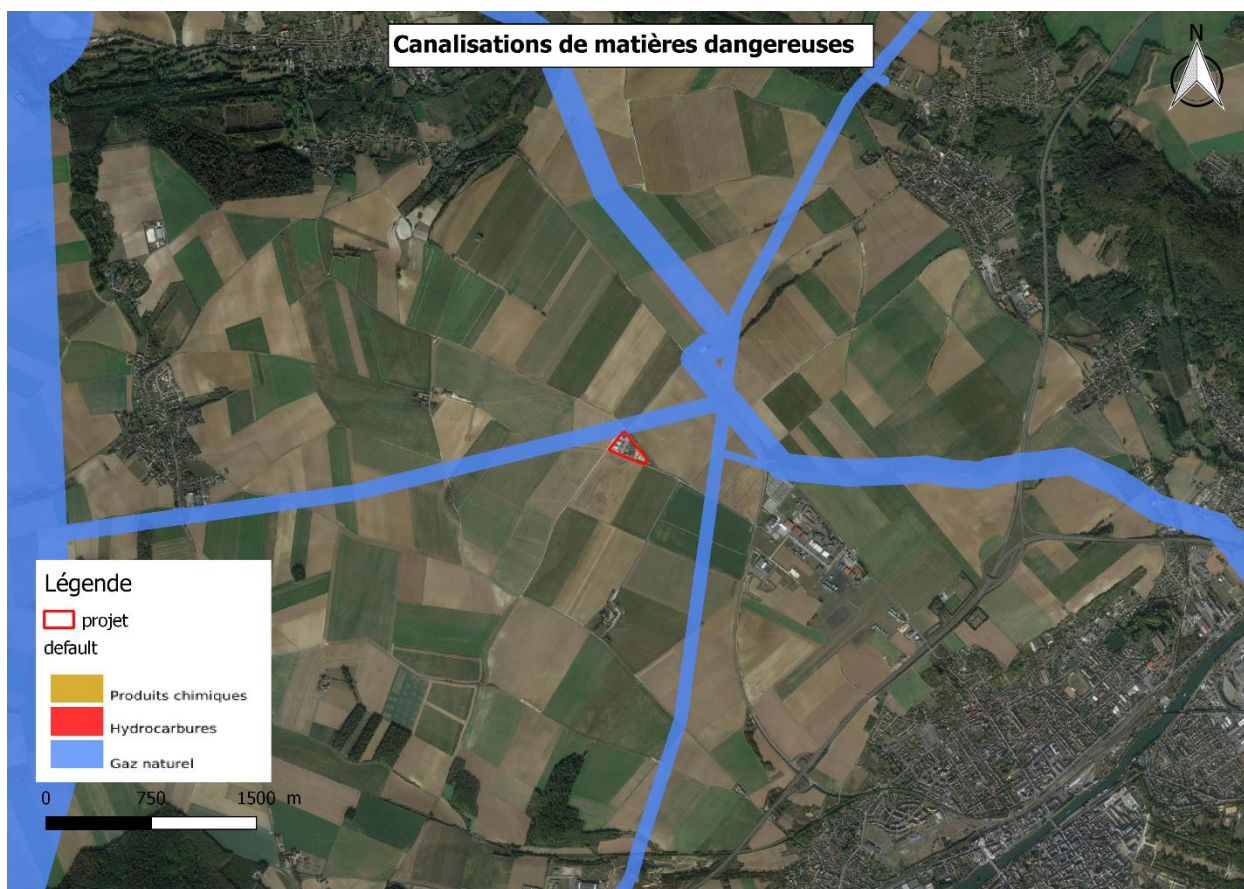 Canalisations de matières dangereuses
N
Légende
projet
default
Produits chimiques
Hydrocarbures
Gaz naturel
0 750 1500 m